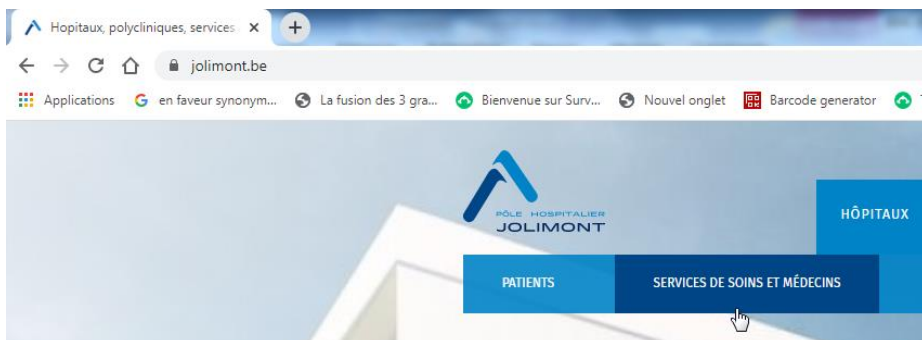 Hopitaux, polycliniques, services
jolimont.be
Applications en faveur synonym... La fusion des 3 gra... Bienvenue sur Surv... Nouvel onglet Barcode generator
PÔLE HOSPITALIER
JOLIMONT
HÔPITAUX
PATIENTS SERVICES DE SOINS ET MÉDECINS